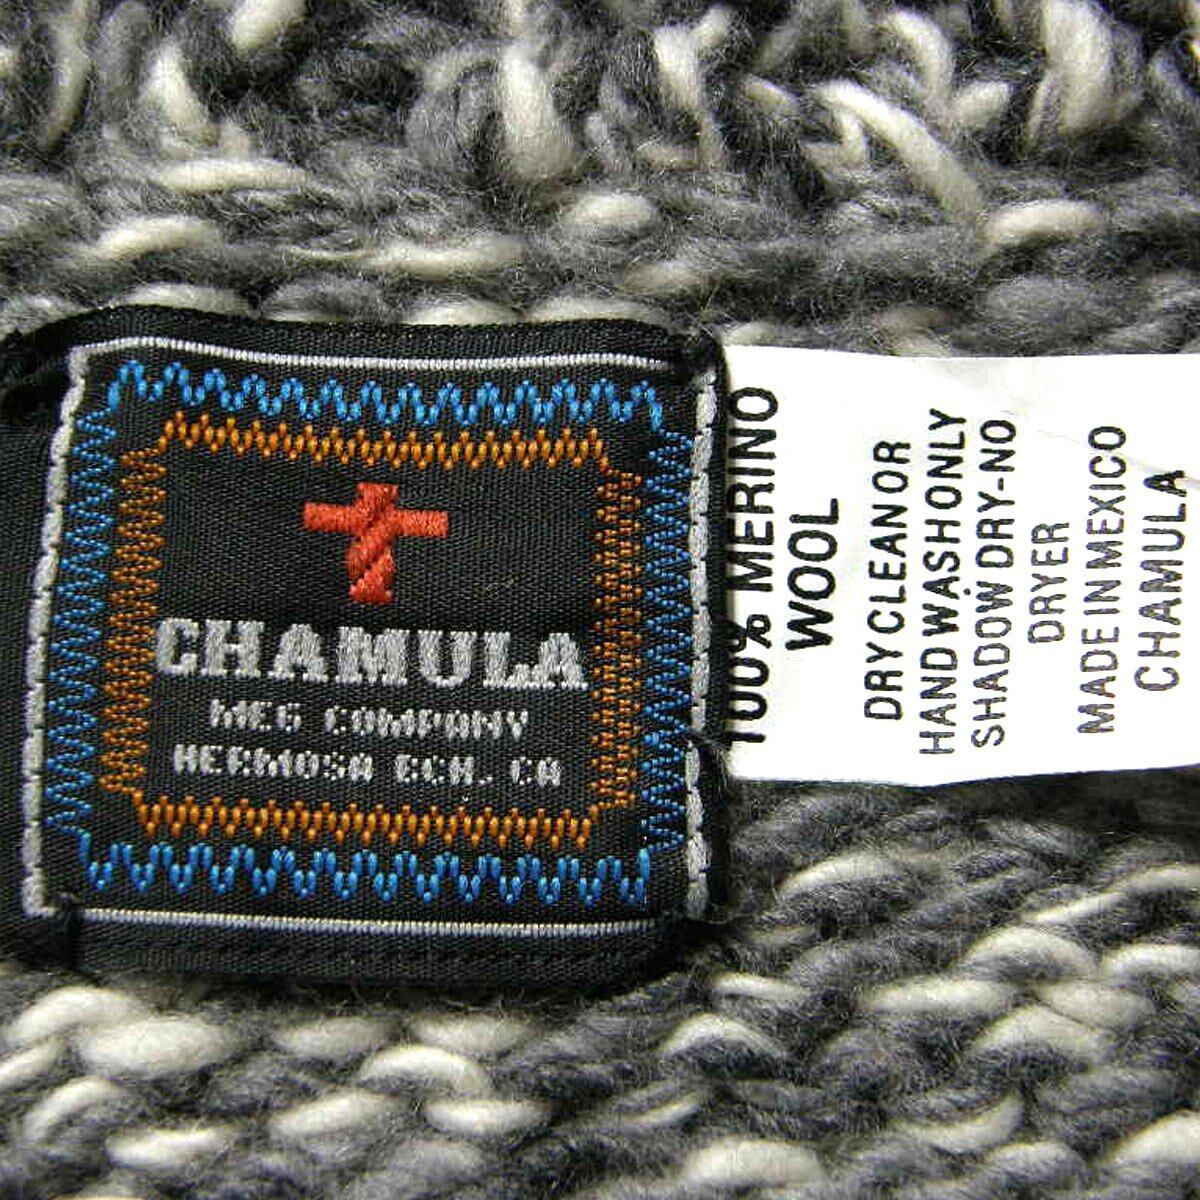 CHAMULA
MEG COMPANY
HERMOSA BCH. CA
100% MERINO
WOOL
DRY CLEAN OR
HAND WASH ONLY
SHADOW DRY-NO
DRYER
MADE IN MEXICO
CHAMULA